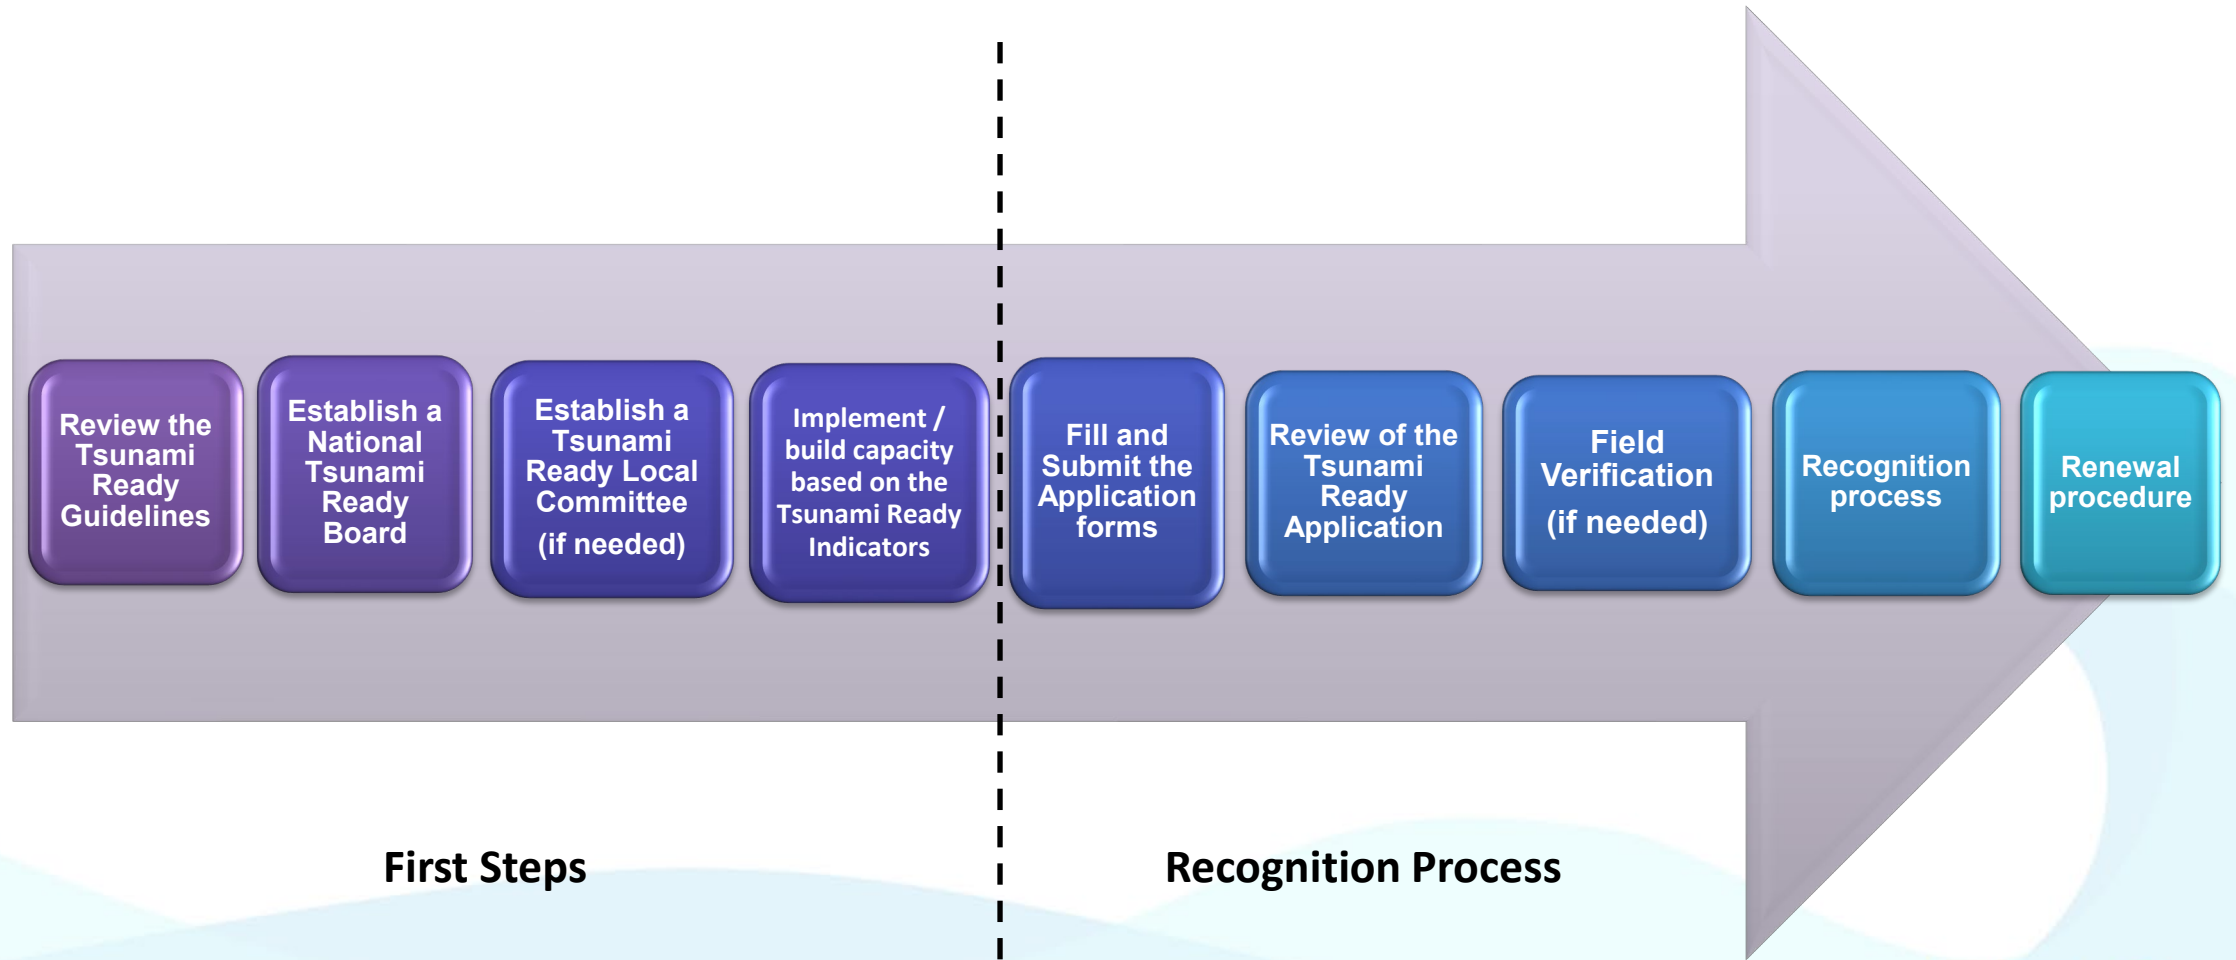 Review the
Tsunami
Ready
Guidelines
Establish a
National
Tsunami
Ready
Board
Establish a
Tsunami
Ready Local
Committee
(if needed)
Implement /
build capacity
based on the
Tsunami Ready
Indicators
Fill and
Submit the
Application
forms
Review of the
Tsunami
Ready
Application
Field
Verification
(if needed)
Recognition
process
Renewal
procedure
First Steps
Recognition Process